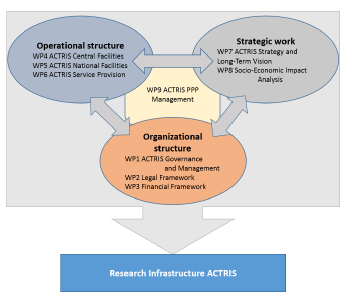 Operational structure
WP4 ACTRIS Central Facilities
WP5 ACTRIS National Facilities
WP6 ACTRIS Service Provision
Strategic work
WP7 ACTRIS Strategy and
Long-Term Vision
WP8 Socio-Economic Impact
Analysis
WP9 ACTRIS PPP
Management
Organizational
structure
WP1 ACTRIS Governance
and Management
WP2 Legal Framework
WP3 Financial Framework
Research Infrastructure ACTRIS